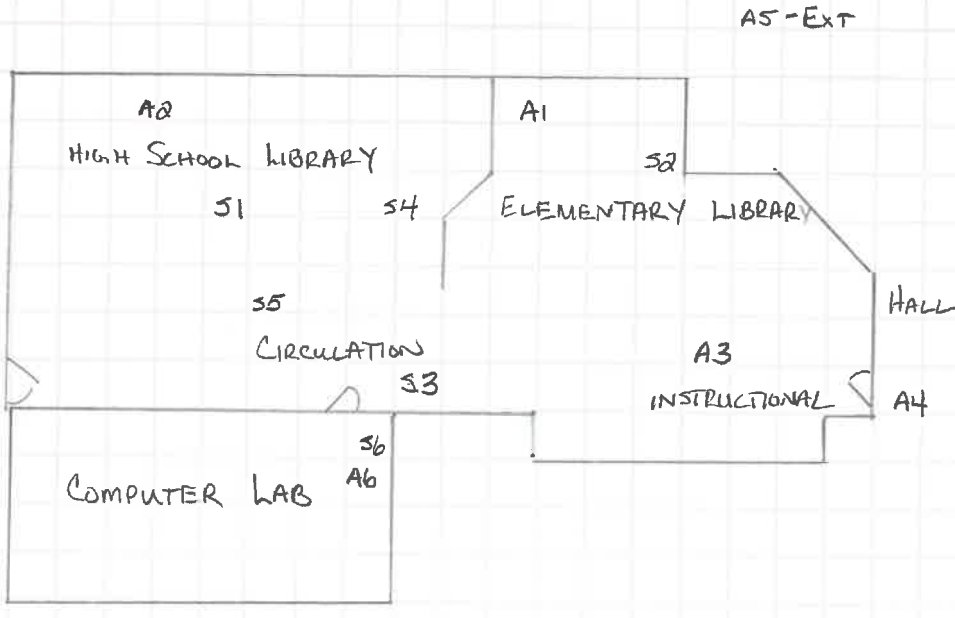 A5-EXT
A2
A1
HIGH SCHOOL LIBRARY
S2
S1
S4
ELEMENTARY LIBRARY
S5
HALL
CIRCULATION
A3
S3
INSTRUCTIONAL
A4
S6
A6
COMPUTER LAB